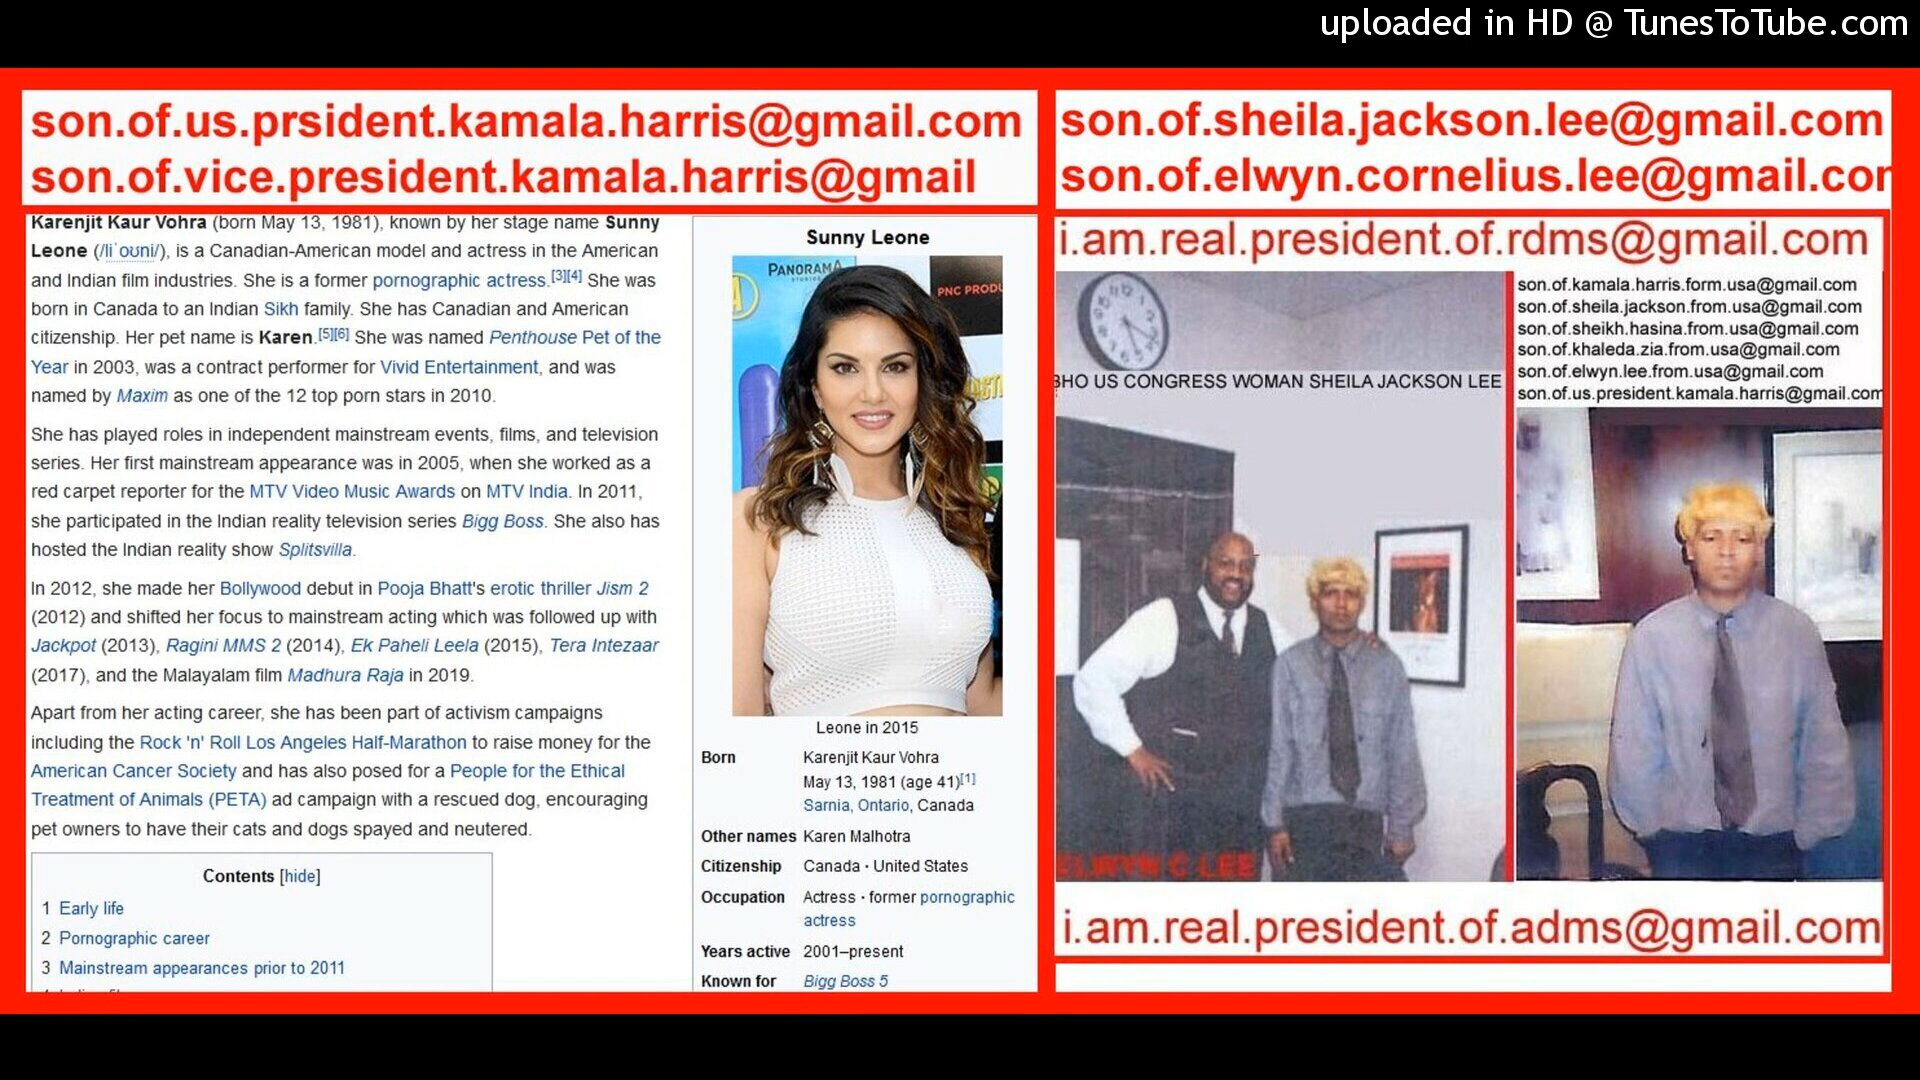 uploaded in HD @ TunesToTube.com
son.of.us.prsident.kamala.harris@gmail.com
son.of.vice.president.kamala.harris@gmail
Karenjit Kaur Vohra (born May 13, 1981), known by her stage name Sunny
Leone (/liˈoʊni/), is a Canadian-American model and actress in the American
and Indian film industries. She is a former pornographic actress.[3][4] She was
born in Canada to an Indian Sikh family. She has Canadian and American
citizenship. Her pet name is Karen.[5][6] She was named Penthouse Pet of the
Year in 2003, was a contract performer for Vivid Entertainment, and was
named by Maxim as one of the 12 top porn stars in 2010.
She has played roles in independent mainstream events, films, and television
series. Her first mainstream appearance was in 2005, when she worked as a
red carpet reporter for the MTV Video Music Awards on MTV India. In 2011,
she participated in the Indian reality television series Bigg Boss. She also has
hosted the Indian reality show Splitsvilla.
In 2012, she made her Bollywood debut in Pooja Bhatt's erotic thriller Jism 2
(2012) and shifted her focus to mainstream acting which was followed up with
Jackpot (2013), Ragini MMS 2 (2014), Ek Paheli Leela (2015), Tera Intezaar
(2017), and the Malayalam film Madhura Raja in 2019.
Apart from her acting career, she has been part of activism campaigns
including the Rock 'n' Roll Los Angeles Half-Marathon to raise money for the
American Cancer Society and has also posed for a People for the Ethical
Treatment of Animals (PETA) ad campaign with a rescued dog, encouraging
pet owners to have their cats and dogs spayed and neutered.
Contents [hide]
1 Early life
2 Pornographic career
3 Mainstream appearances prior to 2011
Sunny Leone
PANORAMA
PNC PRODU
Leone in 2015
Born Karenjit Kaur Vohra
May 13, 1981 (age 41)[1]
Sarnia, Ontario, Canada
Other names Karen Malhotra
Citizenship Canada · United States
Occupation Actress · former pornographic
actress
Years active 2001–present
Known for Bigg Boss 5
son.of.sheila.jackson.lee@gmail.com
son.of.elwyn.cornelius.lee@gmail.com
i.am.real.president.of.rdms@gmail.com
BHO US CONGRESS WOMAN SHEILA JACKSON LEE
ELWYN C LEE
son.of.kamala.harris.form.usa@gmail.com
son.of.sheila.jackson.from.usa@gmail.com
son.of.sheikh.hasina.from.usa@gmail.com
son.of.khaleda.zia.from.usa@gmail.com
son.of.elwyn.lee.from.usa@gmail.com
son.of.us.president.kamala.harris@gmail.com
i.am.real.president.of.adms@gmail.com